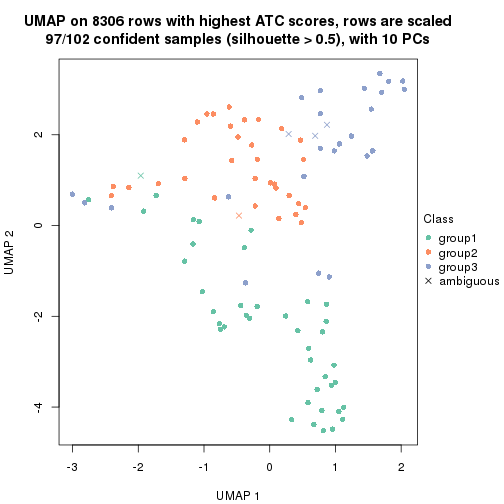 UMAP on 8306 rows with highest ATC scores, rows are scaled
97/102 confident samples (silhouette > 0.5), with 10 PCs
2
0
-2
-4
UMAP 2
-3
-2
-1
0
1
2
UMAP 1
Class
group1
group2
group3
ambiguous